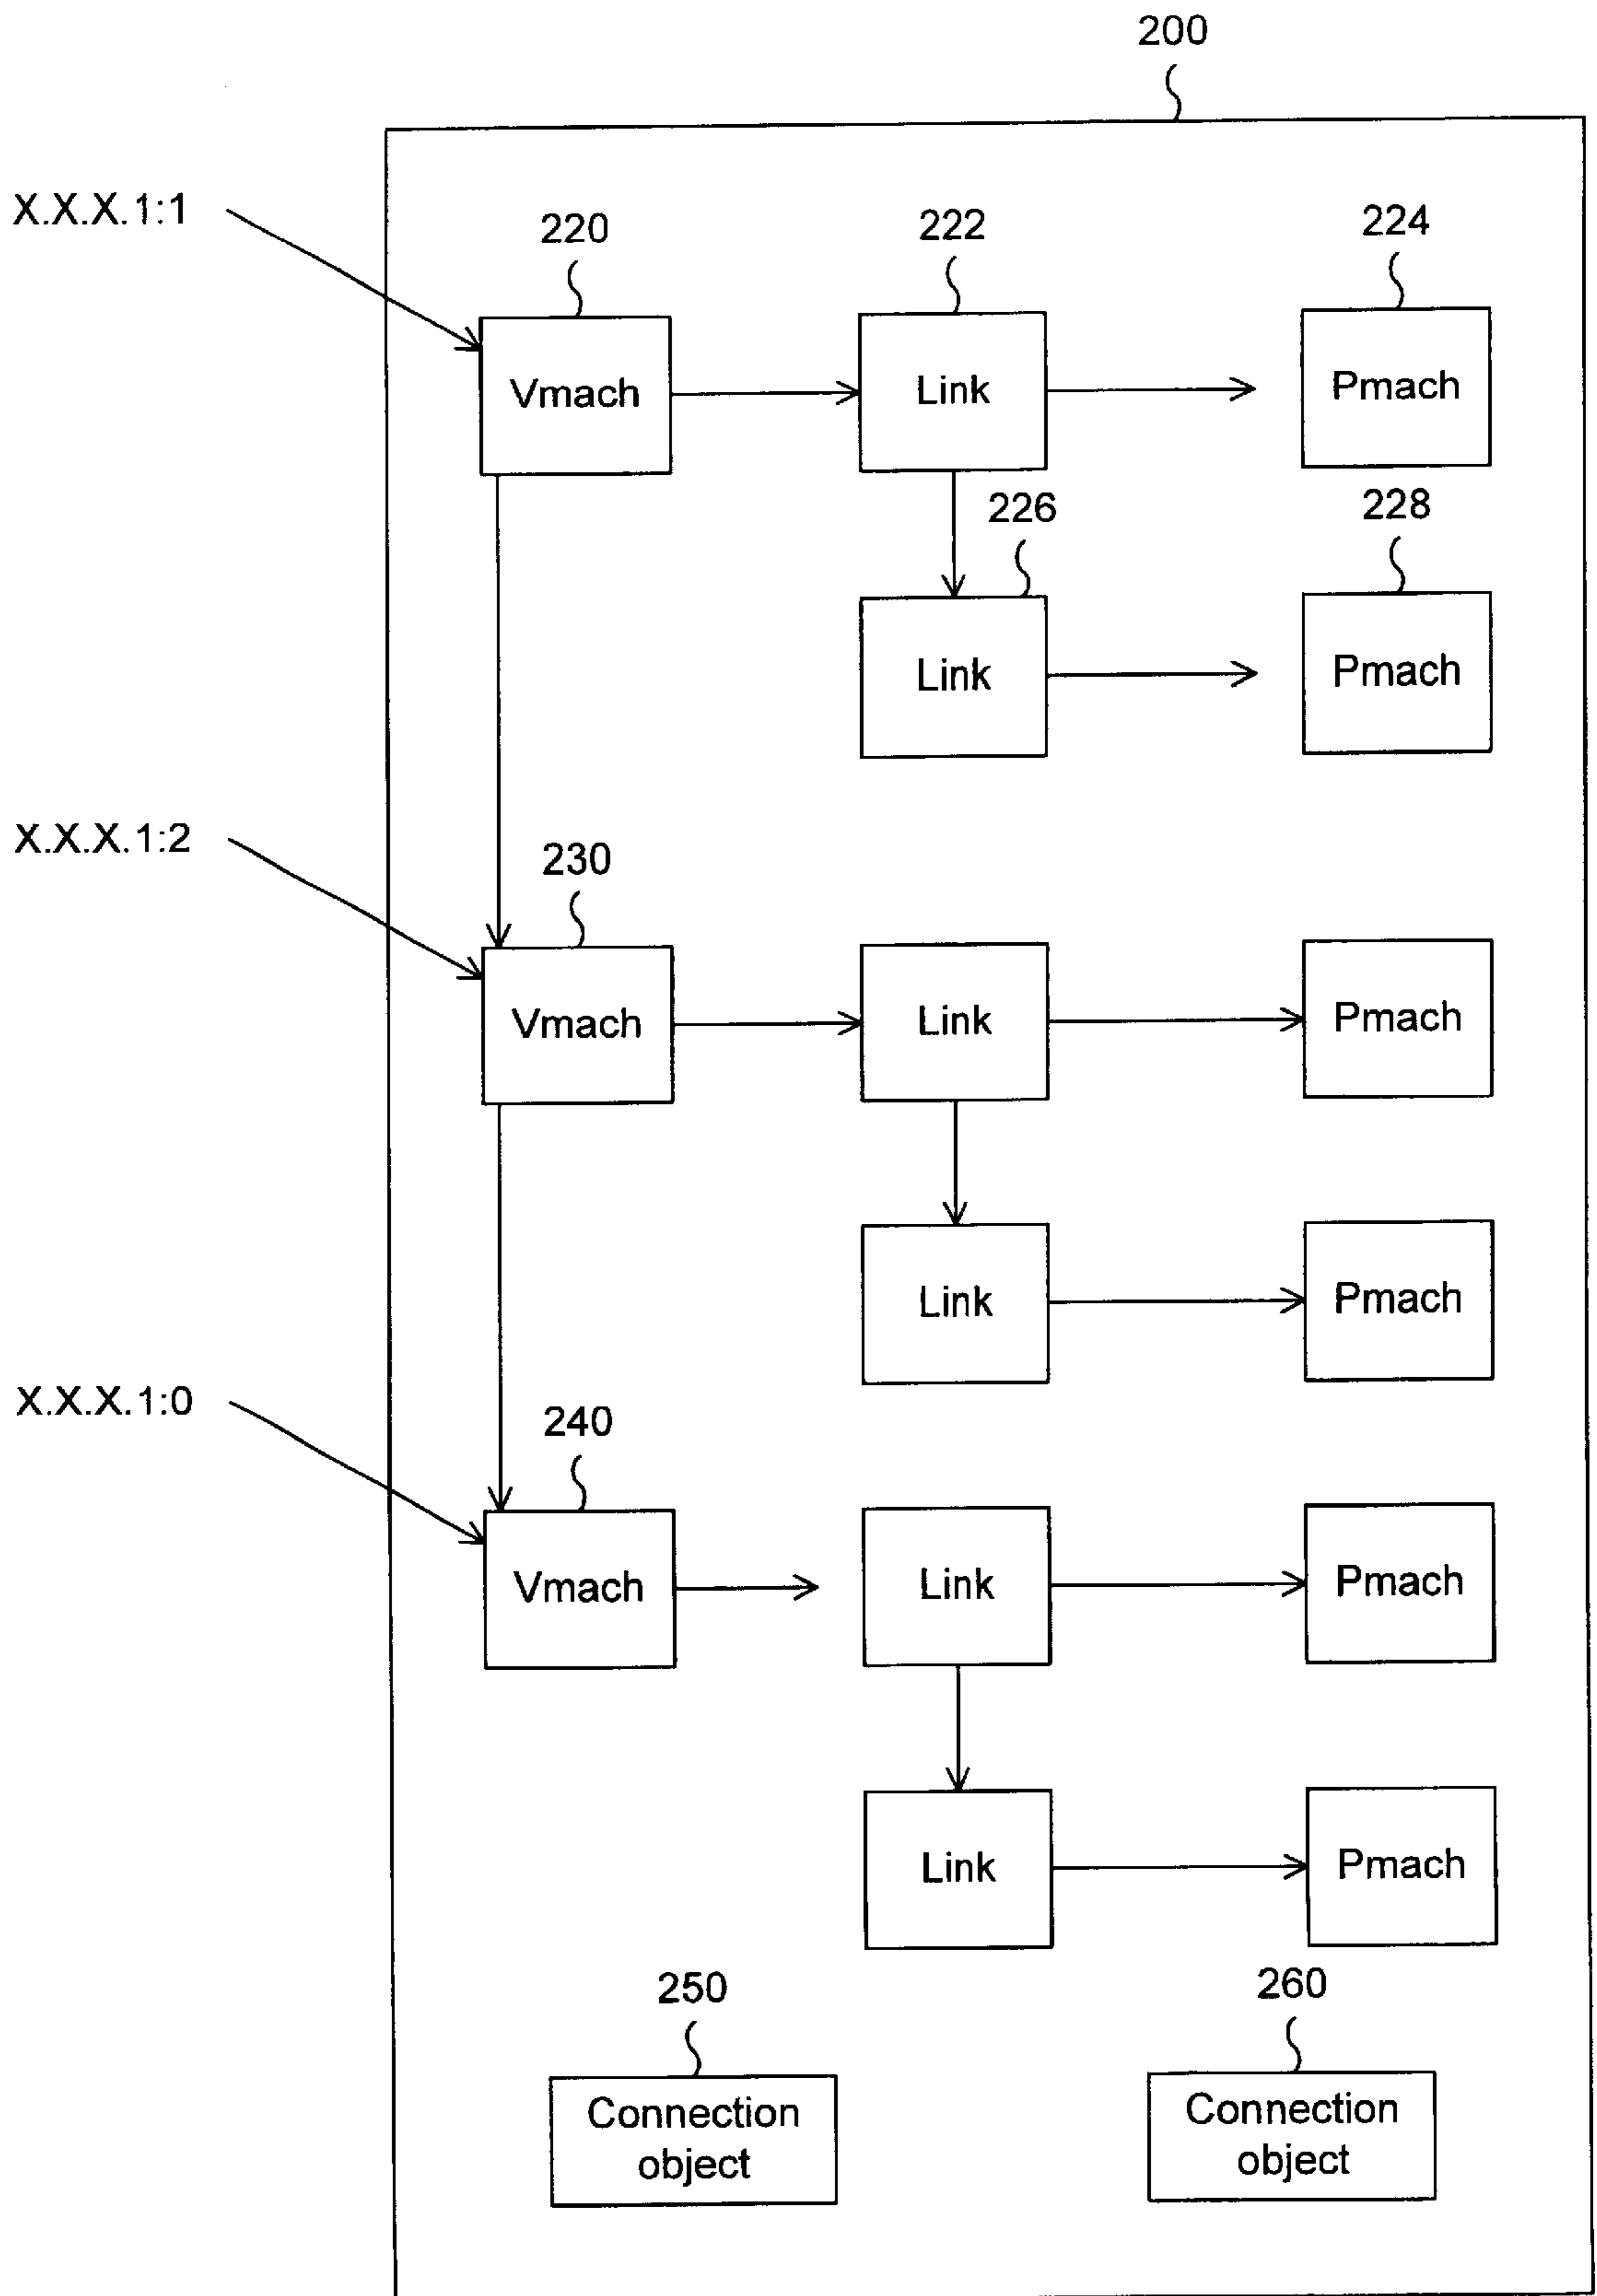 200
X.X.X.1:1
220
222
224
Vmach
Link
Pmach
226
228
Link
Pmach
X.X.X.1:2
230
Vmach
Link
Pmach
Link
Pmach
X.X.X.1:0
240
Vmach
Link
Pmach
Link
Pmach
250
260
Connection
object
Connection
object